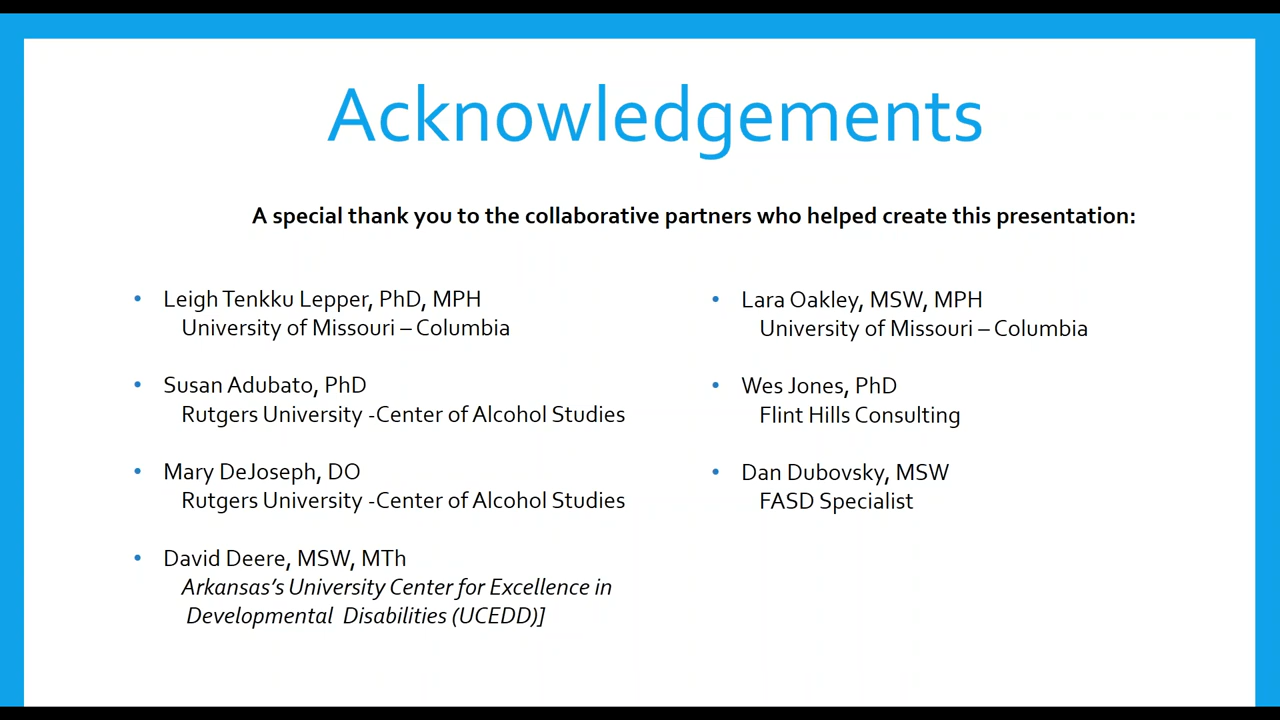 Acknowledgements
A special thank you to the collaborative partners who helped create this presentation:
• Leigh Tenkku Lepper, PhD, MPH
University of Missouri – Columbia
• Susan Adubato, PhD
Rutgers University -Center of Alcohol Studies
• Mary DeJoseph, DO
Rutgers University -Center of Alcohol Studies
• David Deere, MSW, MTh
Arkansas's University Center for Excellence in
Developmental Disabilities (UCEDD)]
• Lara Oakley, MSW, MPH
University of Missouri – Columbia
• Wes Jones, PhD
Flint Hills Consulting
• Dan Dubovsky, MSW
FASD Specialist